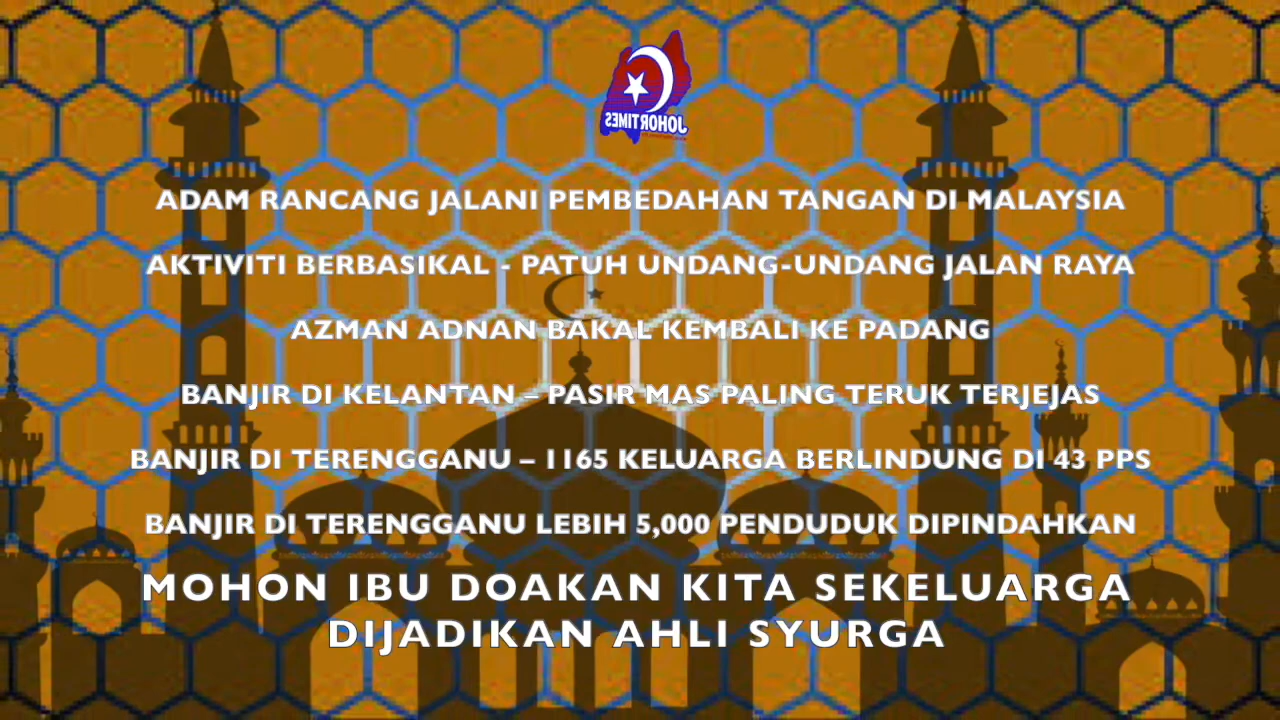 JOHORTIMES
ADAM RANCANG JALANI PEMBEDAHAN TANGAN DI MALAYSIA
AKTIVITI BERBASIKAL - PATUH UNDANG-UNDANG JALAN RAYA
AZMAN ADNAN BAKAL KEMBALI KE PADANG
BANJIR DI KELANTAN – PASIR MAS PALING TERUK TERJEJAS
BANJIR DI TERENGGANU – 1165 KELUARGA BERLINDUNG DI 43 PPS
BANJIR DI TERENGGANU LEBIH 5,000 PENDUDUK DIPINDAHKAN
MOHON IBU DOAKAN KITA SEKELUARGA
DIJADIKAN AHLI SYURGA